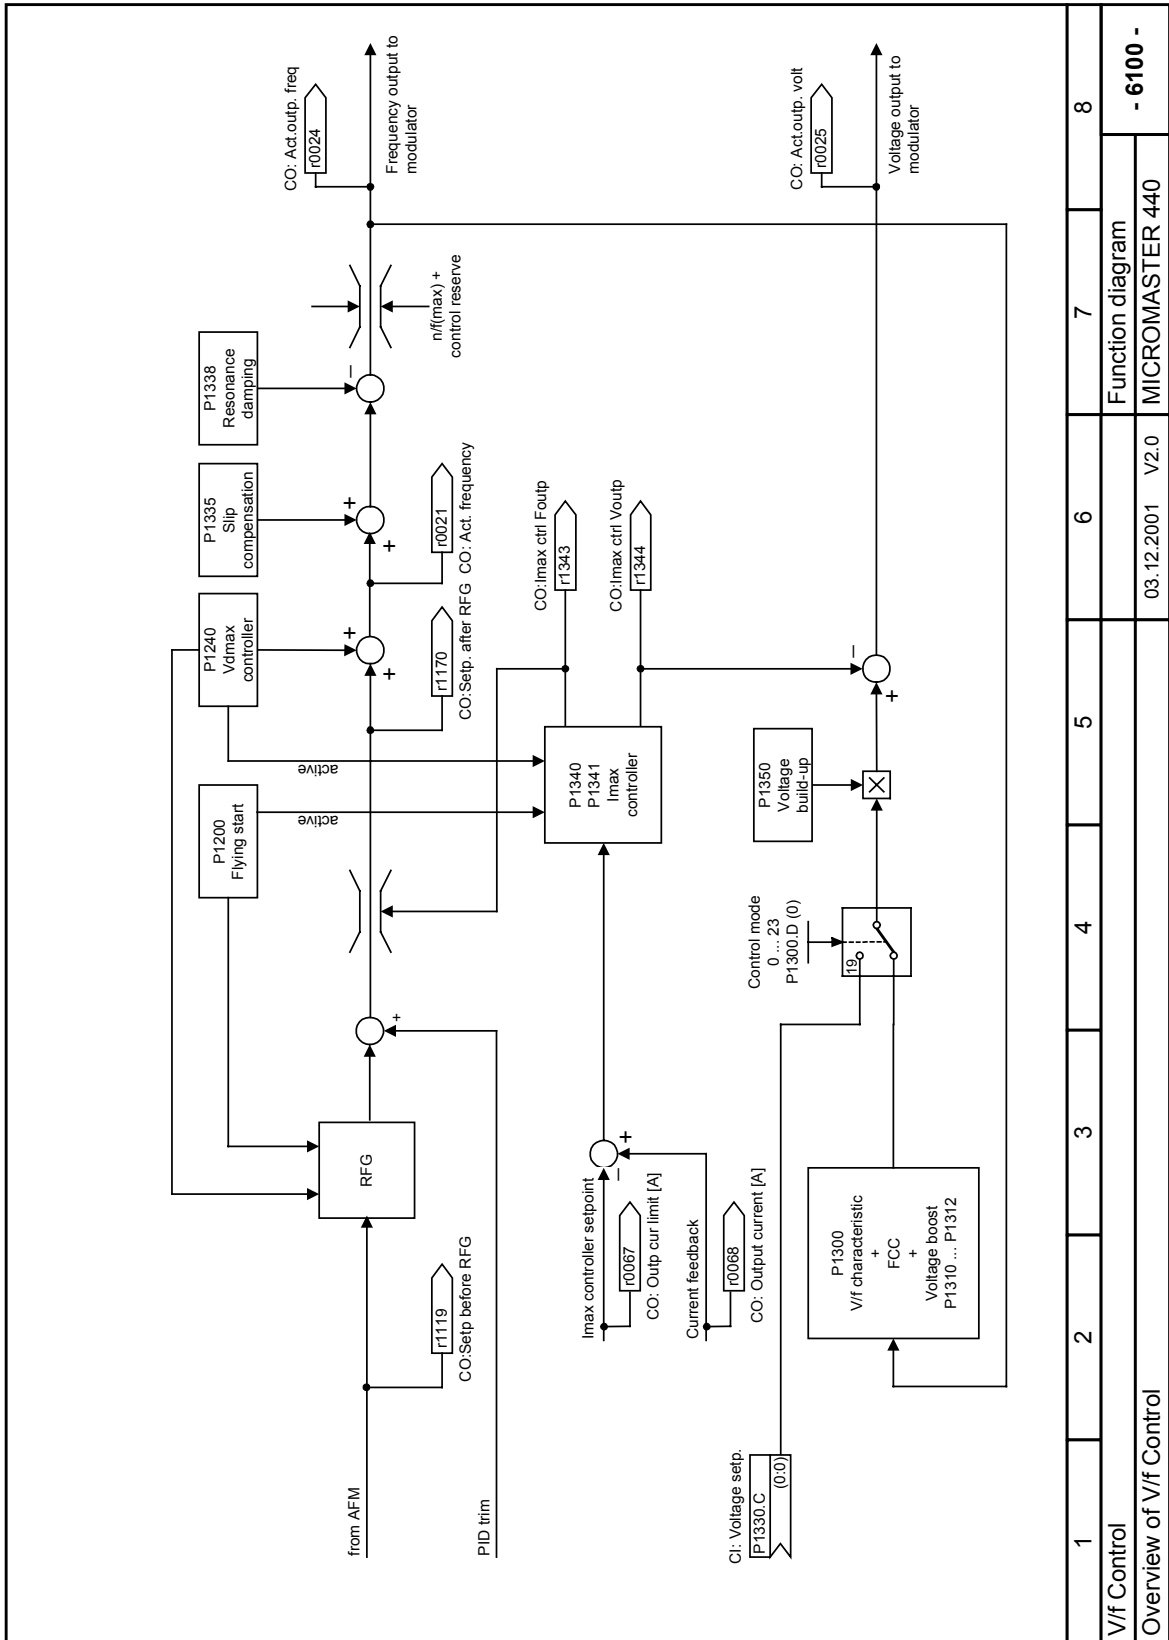 P1200
Flying start
P1240
Vdmax
controller
P1335
Slip
compensation
P1338
Resonance
damping
CO: Act.outp. freq
r0024
Frequency output to
modulator
n/f(max) +
control reserve
from AFM
RFG
r1119
CO:Setp before RFG
PID trim
+
active
active
+
+
r1170
CO:Setp. after RFG
+
+
r0021
CO: Act. frequency
–
Imax controller setpoint
r0067
CO: Outp cur limit [A]
–
+
Current feedback
r0068
CO: Output current [A]
P1340
P1341
Imax
controller
CO:Imax ctrl Foutp
r1343
CO:Imax ctrl Voutp
r1344
CI: Voltage setp.
P1330.C
(0:0)
Control mode
0 ... 23
P1300.D (0)
19
P1350
Voltage
build-up
+
–
CO: Act.outp. volt
r0025
Voltage output to
modulator
P1300
V/f characteristic
+
FCC
+
Voltage boost
P1310 ... P1312
1 2 3 4 5 6 7 8
V/f Control
Function diagram
- 6100 -
Overview of V/f Control
03.12.2001 V2.0
MICROMASTER 440